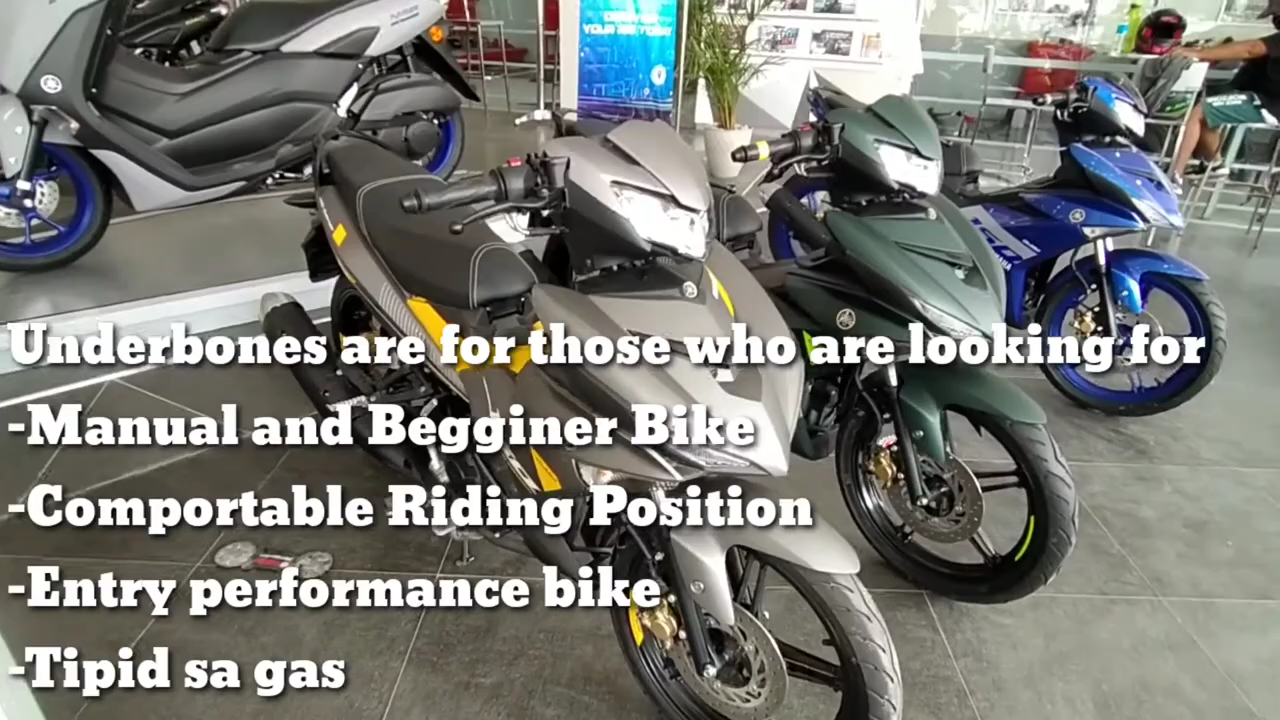 Underbones are for those who are looking for
-Manual and Begginer Bike
-Comportable Riding Position
-Entry performance bike
-Tipid sa gas